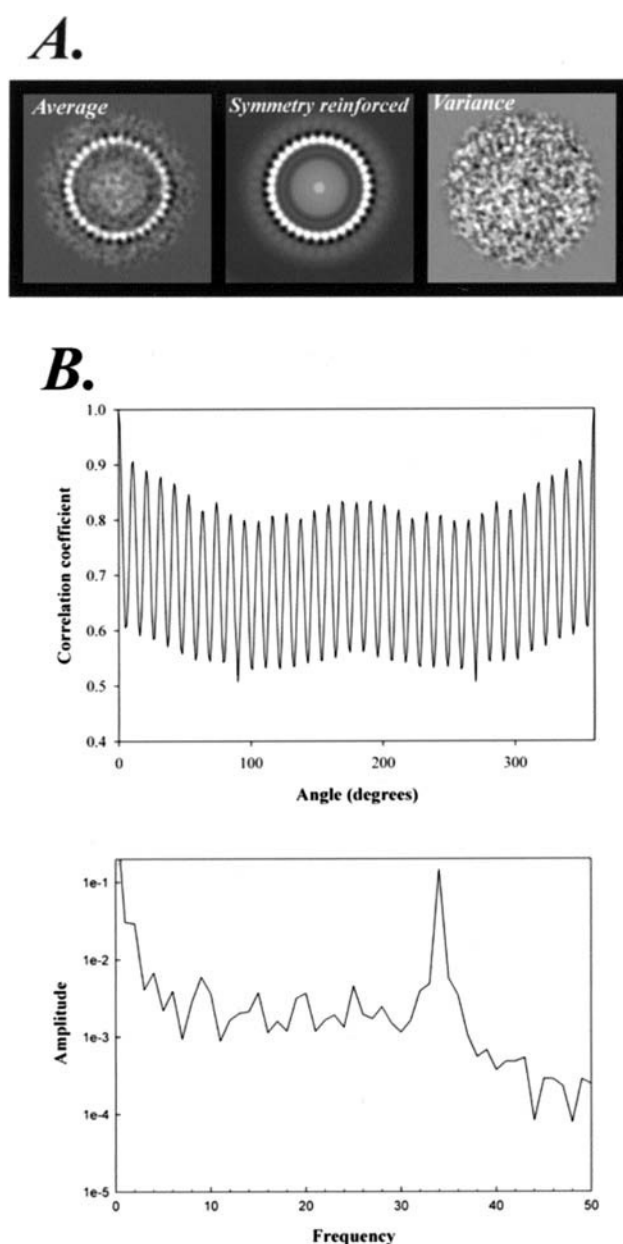 A.
Average
Symmetry reinforced
Variance
B.
1.0
0.9
0.8
0.7
0.6
0.5
0.4
Correlation coefficient
0
100
200
300
Angle (degrees)
1e-1
1e-2
1e-3
1e-4
1e-5
Amplitude
0
10
20
30
40
50
Frequency